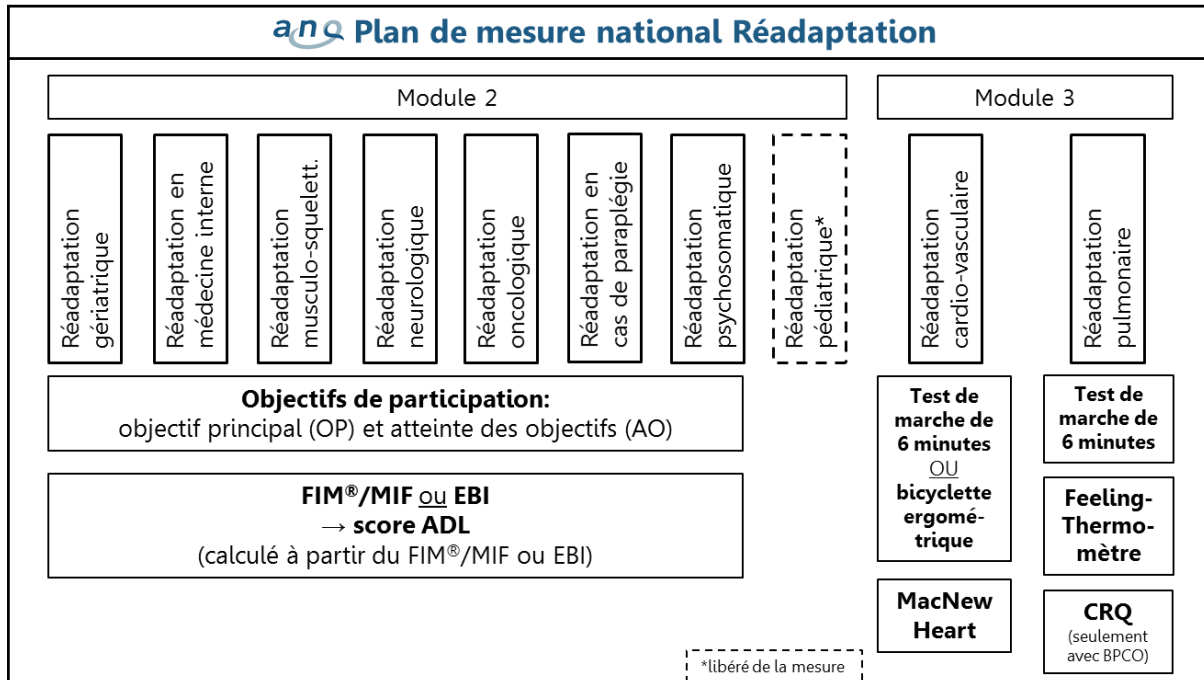 anq Plan de mesure national Réadaptation
Module 2
Module 3
Réadaptation
gériatrique
Réadaptation en
médecine interne
Réadaptation
musculo-squelett.
Réadaptation
neurologique
Réadaptation
oncologique
Réadaptation en
cas de paraplégie
Réadaptation
psychosomatique
Réadaptation
pédiatrique*
Réadaptation
cardio-vasculaire
Réadaptation
pulmonaire
Objectifs de participation:
objectif principal (OP) et atteinte des objectifs (AO)
FIM®/MIF ou EBI
→ score ADL
(calculé à partir du FIM®/MIF ou EBI)
Test de
marche de
6 minutes
OU
bicyclette
ergomé-
trique
MacNew
Heart
Test de
marche de
6 minutes
Feeling-
Thermo-
mètre
CRQ
(seulement
avec BPCO)
*libéré de la mesure